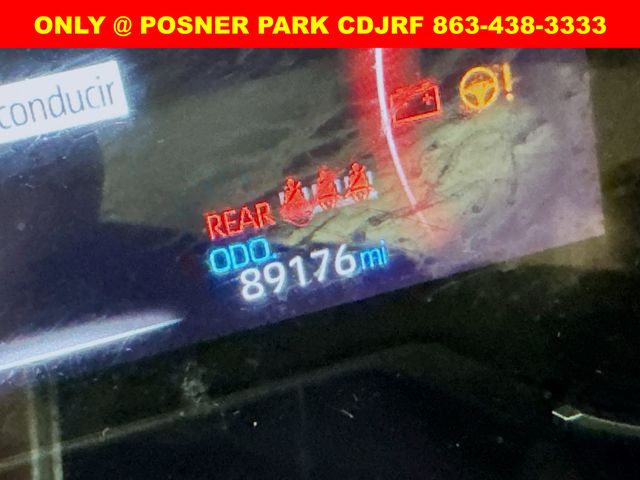 ONLY @ POSNER PARK CDJRF 863-438-3333
conducir
REAR
ODO.
89176 mi